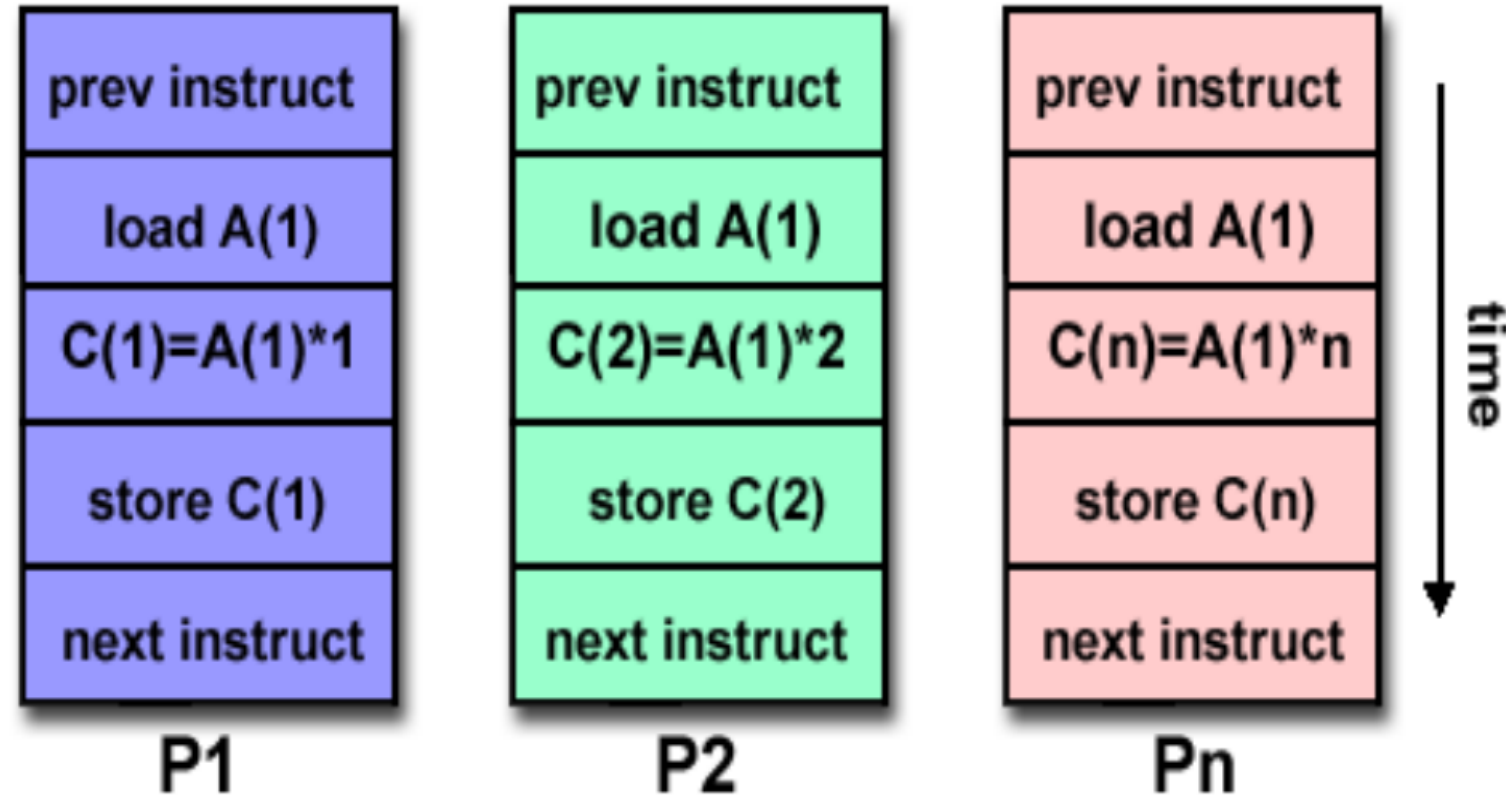 prev instruct
load A(1)
C(1)=A(1)*1
store C(1)
next instruct
P1
prev instruct
load A(1)
C(2)=A(1)*2
store C(2)
next instruct
P2
prev instruct
load A(1)
C(n)=A(1)*n
store C(n)
next instruct
Pn
time